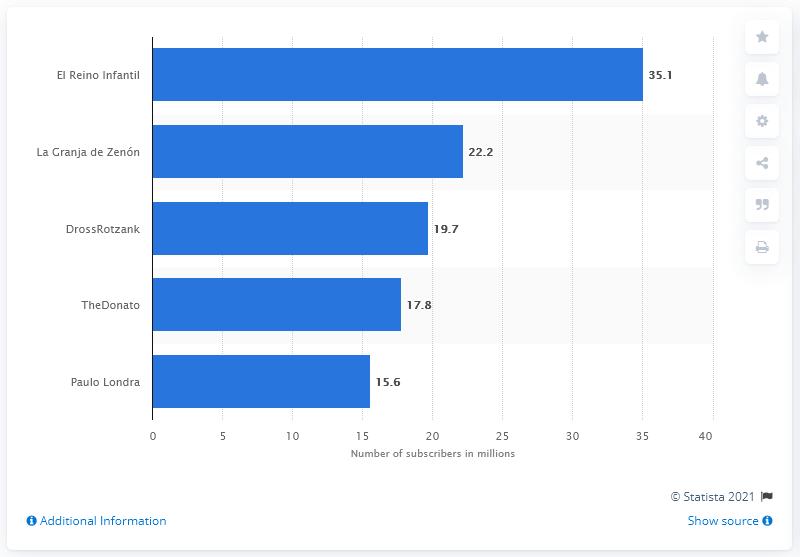 El Reino Infantil 35.1
La Granja de Zenón 22.2
DrossRotzank 19.7
TheDonato 17.8
Paulo Londra 15.6
0 5 10 15 20 25 30 35 40
Number of subscribers in millions
© Statista 2021
Additional Information Show source